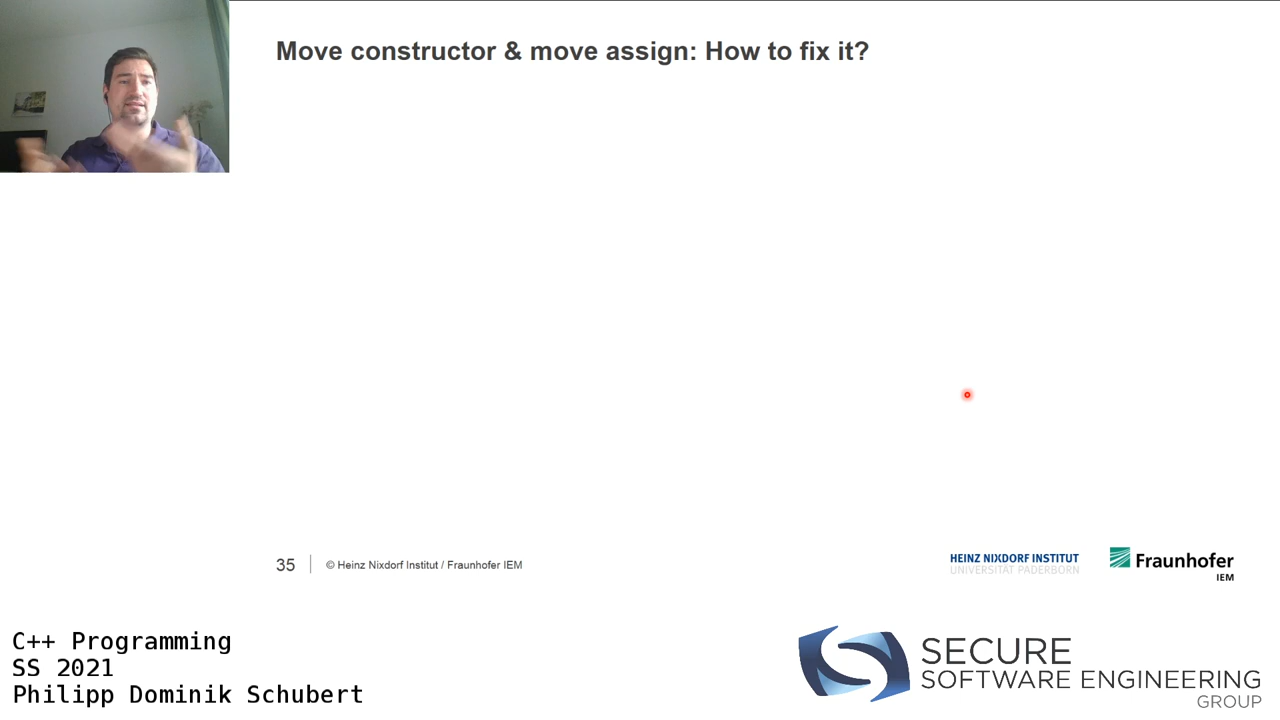 Move constructor & move assign: How to fix it?
35
© Heinz Nixdorf Institut / Fraunhofer IEM
HEINZ NIXDORF INSTITUT
UNIVERSITÄT PADERBORN
Fraunhofer
IEM
C++ Programming
SS 2021
Philipp Dominik Schubert
SECURE
SOFTWARE ENGINEERING
GROUP